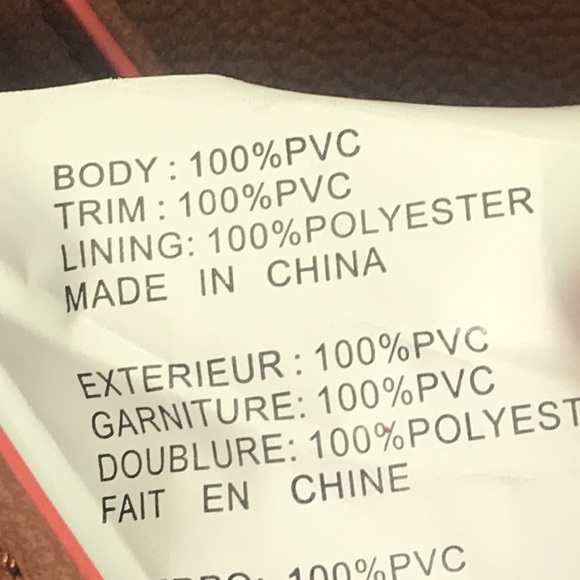 BODY : 100%PVC
TRIM : 100%PVC
LINING: 100%POLYESTER
MADE IN CHINA
EXTERIEUR : 100%PVC
GARNITURE: 100%PVC
DOUBLURE: 100%POLYEST
FAIT EN CHINE
100%PVC